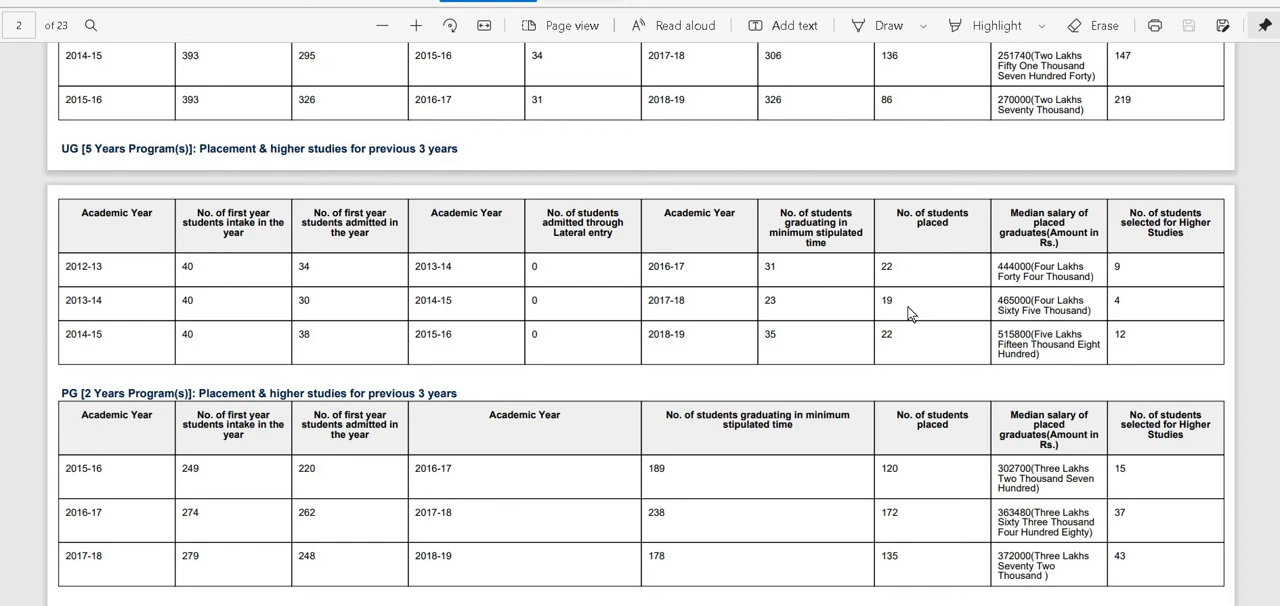 2 of 23 Page view Read aloud Add text Draw Highlight Erase
2014-15 393 295 2015-16 34 2017-18 306 136 251740(Two Lakhs 147
Fifty One Thousand
Seven Hundred Forty)
2015-16 393 326 2016-17 31 2018-19 326 86 270000(Two Lakhs 219
Seventy Thousand)
UG [5 Years Program(s)]: Placement & higher studies for previous 3 years
Academic Year No. of first year No. of first year Academic Year No. of students Academic Year No. of students No. of students Median salary of No. of students
students intake in the students admitted in admitted through graduating in placed placed selected for Higher
year the year Lateral entry minimum stipulated graduates(Amount in Studies
time Rs.)
2012-13 40 34 2013-14 0 2016-17 31 22 444000(Four Lakhs 9
Forty Four Thousand)
2013-14 40 30 2014-15 0 2017-18 23 19 465000(Four Lakhs 4
Sixty Five Thousand)
2014-15 40 38 2015-16 0 2018-19 35 22 515800(Five Lakhs 12
Fifteen Thousand Eight
Hundred)
PG [2 Years Program(s)]: Placement & higher studies for previous 3 years
Academic Year No. of first year No. of first year Academic Year No. of students graduating in minimum No. of students Median salary of No. of students
students intake in the students admitted in stipulated time placed placed selected for Higher
year the year graduates(Amount in Studies
Rs.)
2015-16 249 220 2016-17 189 120 302700(Three Lakhs 15
Two Thousand Seven
Hundred)
2016-17 274 262 2017-18 238 172 363480(Three Lakhs 37
Sixty Three Thousand
Four Hundred Eighty)
2017-18 279 248 2018-19 178 135 372000(Three Lakhs 43
Seventy Two
Thousand )